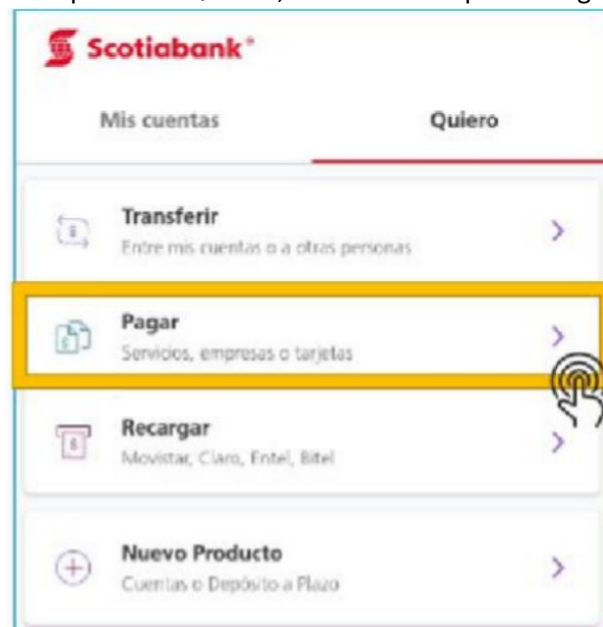 Scotiabank
Mis cuentas Quiero
Transferir
Entre mis cuentas o a otras personas
Pagar
Servicios, empresas o tarjetas
Recargar
Movistar, Claro, Entel, Bitel
Nuevo Producto
Cuentas o Depósito a Plazo